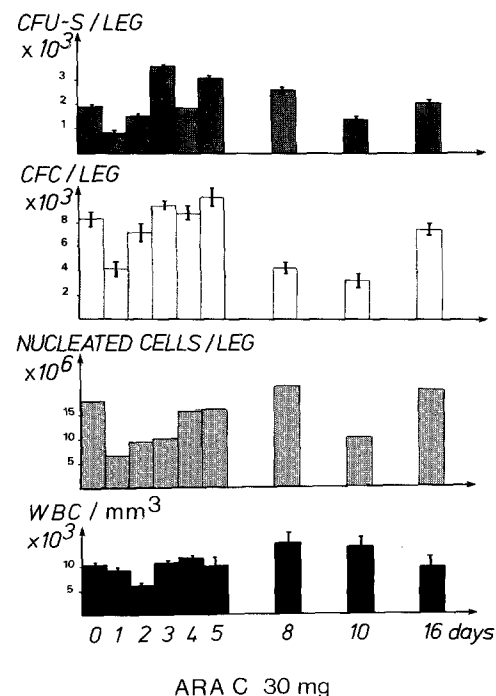 CFU-S / LEG
x 10³
3
2
1
CFC / LEG
x10³
8
6
4
2
NUCLEATED CELLS / LEG
x10⁶
15
10
5
WBC / mm³
x10³
10
5
0 1 2 3 4 5 8 10 16 days
ARA C 30 mg